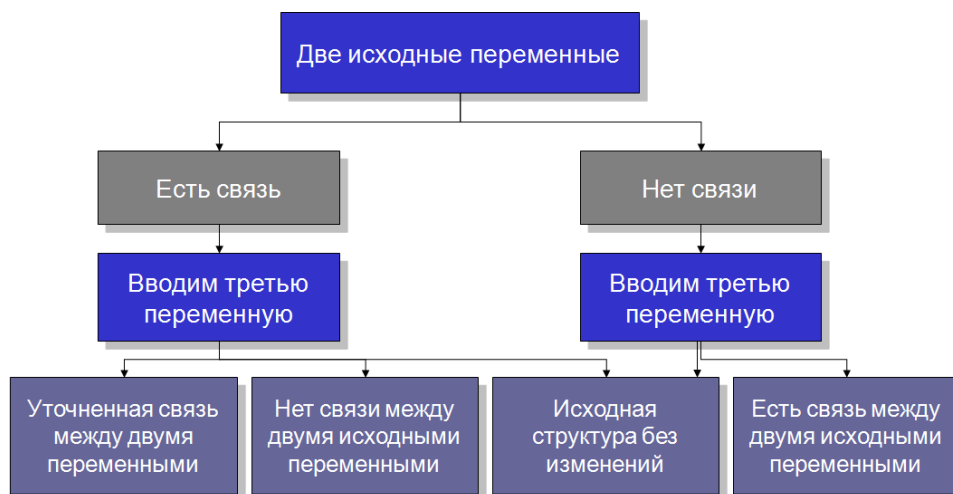 Две исходные переменные
Есть связь
Нет связи
Вводим третью
переменную
Вводим третью
переменную
Уточненная связь
между двумя
переменными
Нет связи между
двумя исходными
переменными
Исходная
структура без
изменений
Есть связь между
двумя исходными
переменными